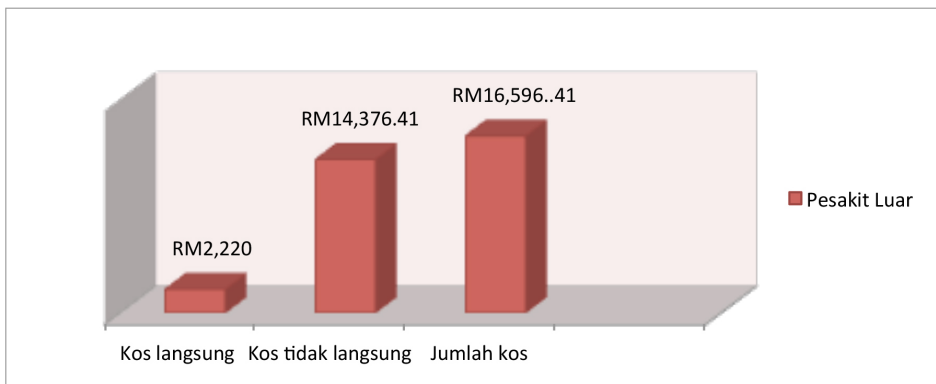 RM16,596..41
RM14,376.41
RM2,220
Pesakit Luar
Kos langsung Kos tidak langsung Jumlah kos